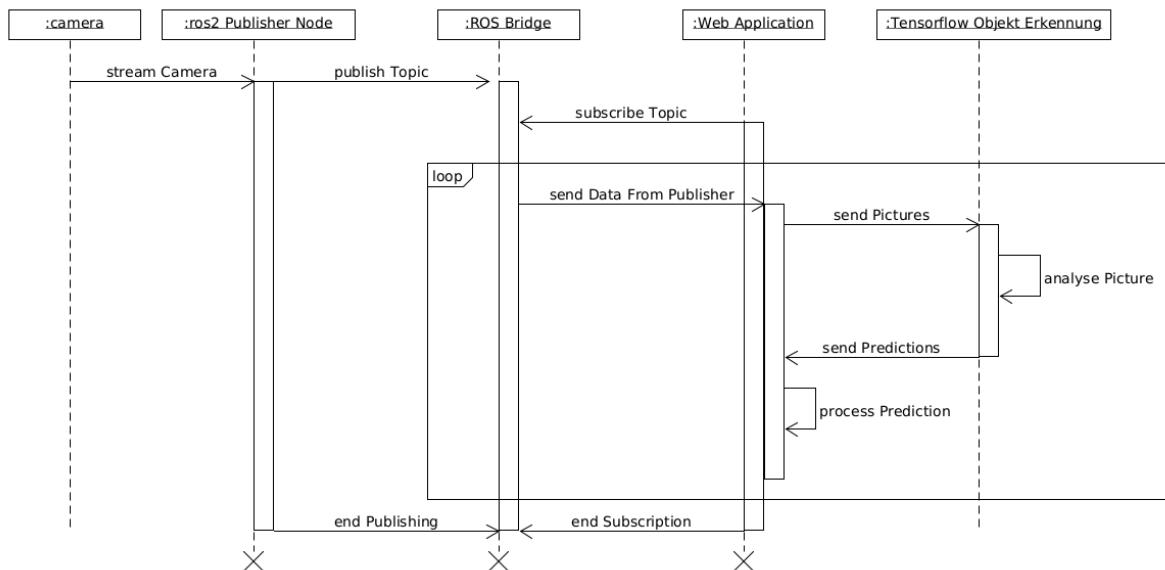 :camera
:ros2 Publisher Node
:ROS Bridge
:Web Application
:Tensorflow Objekt Erkennung
stream Camera
publish Topic
subscribe Topic
loop
send Data From Publisher
send Pictures
analyse Picture
send Predictions
process Prediction
end Publishing
end Subscription